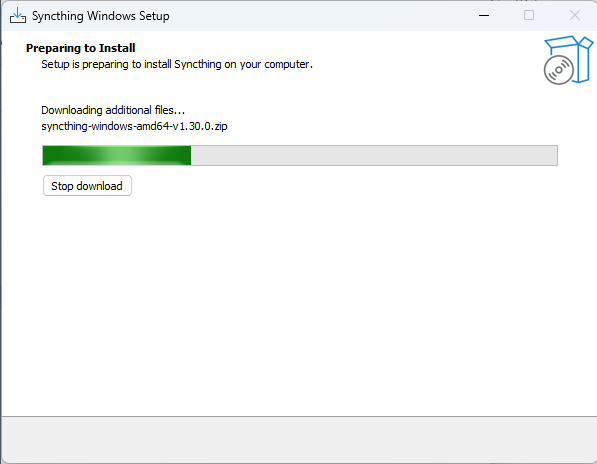 Syncthing Windows Setup
Preparing to Install
Setup is preparing to install Syncthing on your computer.
Downloading additional files...
syncthing-windows-amd64-v1.30.0.zip
Stop download